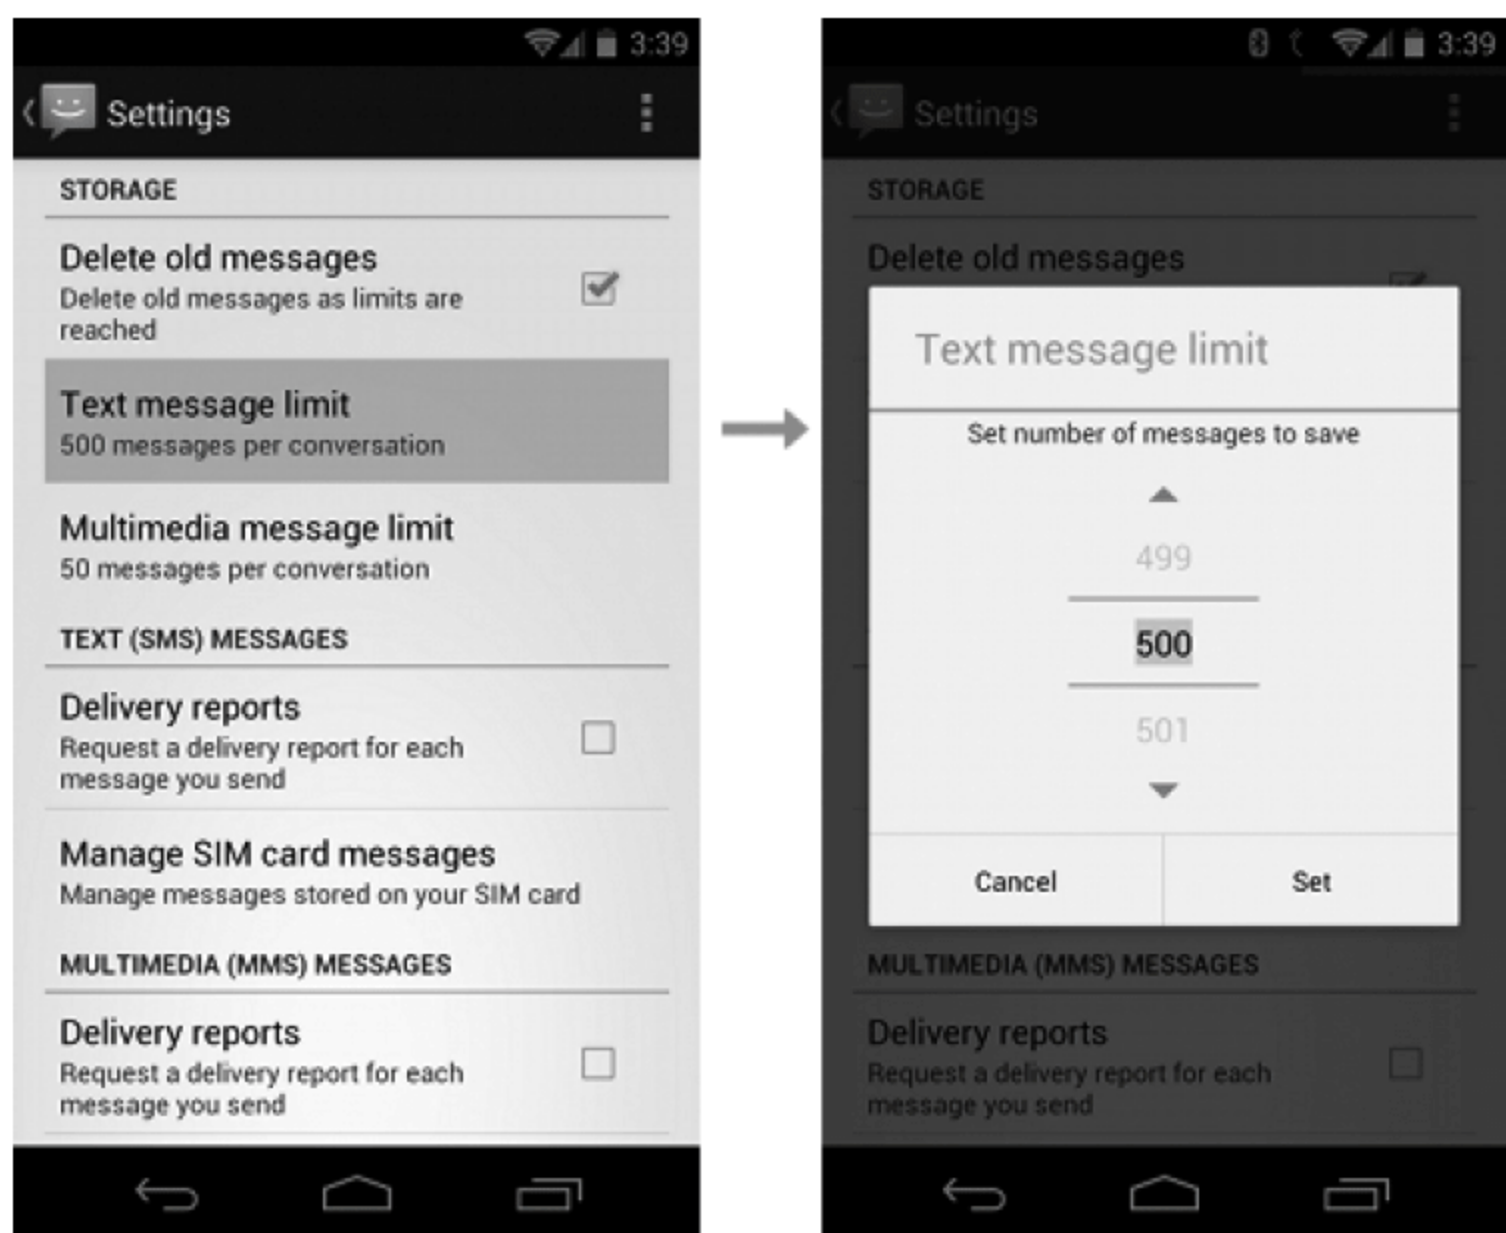 3:39
Settings
STORAGE
Delete old messages
Delete old messages as limits are
reached
Text message limit
500 messages per conversation
Multimedia message limit
50 messages per conversation
TEXT (SMS) MESSAGES
Delivery reports
Request a delivery report for each
message you send
Manage SIM card messages
Manage messages stored on your SIM card
MULTIMEDIA (MMS) MESSAGES
Delivery reports
Request a delivery report for each
message you send
3:39
Settings
STORAGE
Delete old messages
Text message limit
Set number of messages to save
499
500
501
Cancel
Set
MULTIMEDIA (MMS) MESSAGES
Delivery reports
Request a delivery report for each
message you send